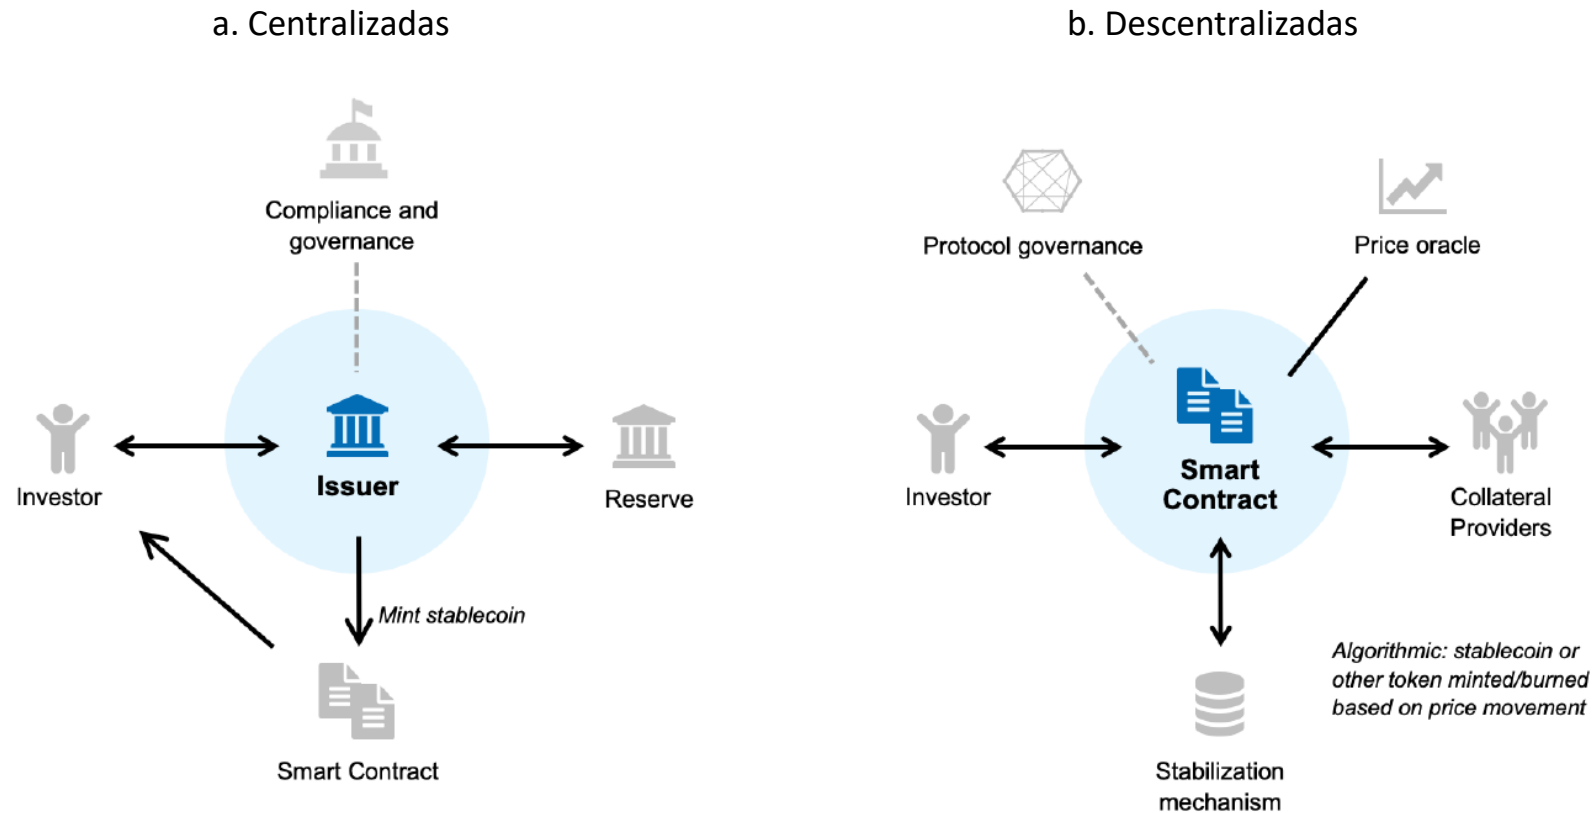 a. Centralizadas
Compliance and
governance
Investor
Issuer
Reserve
Mint stablecoin
Smart Contract
b. Descentralizadas
Protocol governance
Price oracle
Investor
Smart
Contract
Collateral
Providers
Algorithmic: stablecoin or
other token minted/burned
based on price movement
Stabilization
mechanism